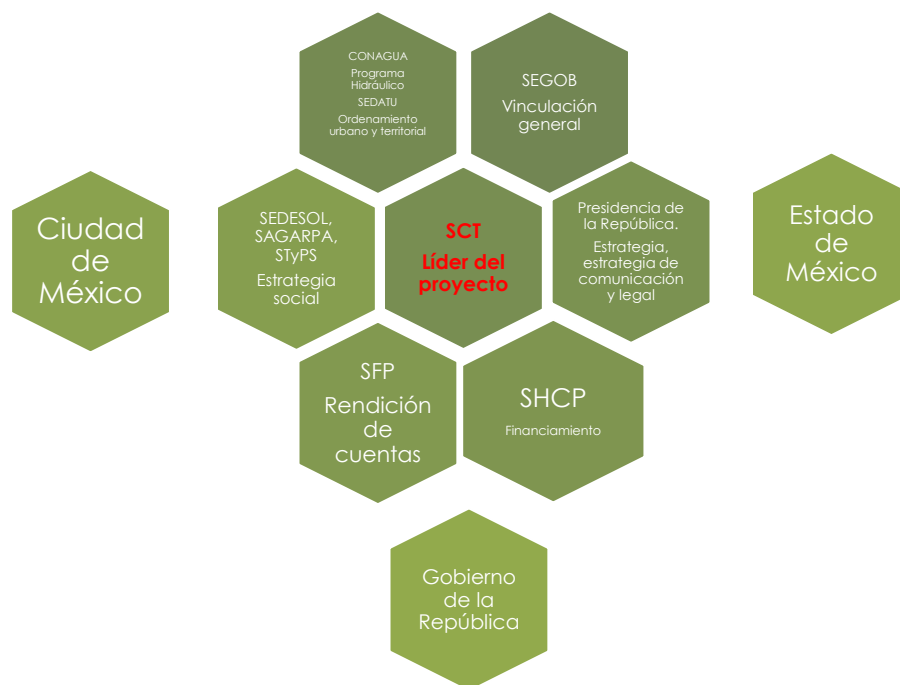 CONAGUA
Programa
Hidráulico
SEDATU
Ordenamiento
urbano y territorial
SEGOB
Vinculación
general
Ciudad
de
México
SEDESOL,
SAGARPA,
STyPS
Estrategia
social
SCT
Líder del
proyecto
Presidencia de
la República.
Estrategia,
estrategia de
comunicación
y legal
Estado
de
México
SFP
Rendición
de
cuentas
SHCP
Financiamiento
Gobierno
de la
República